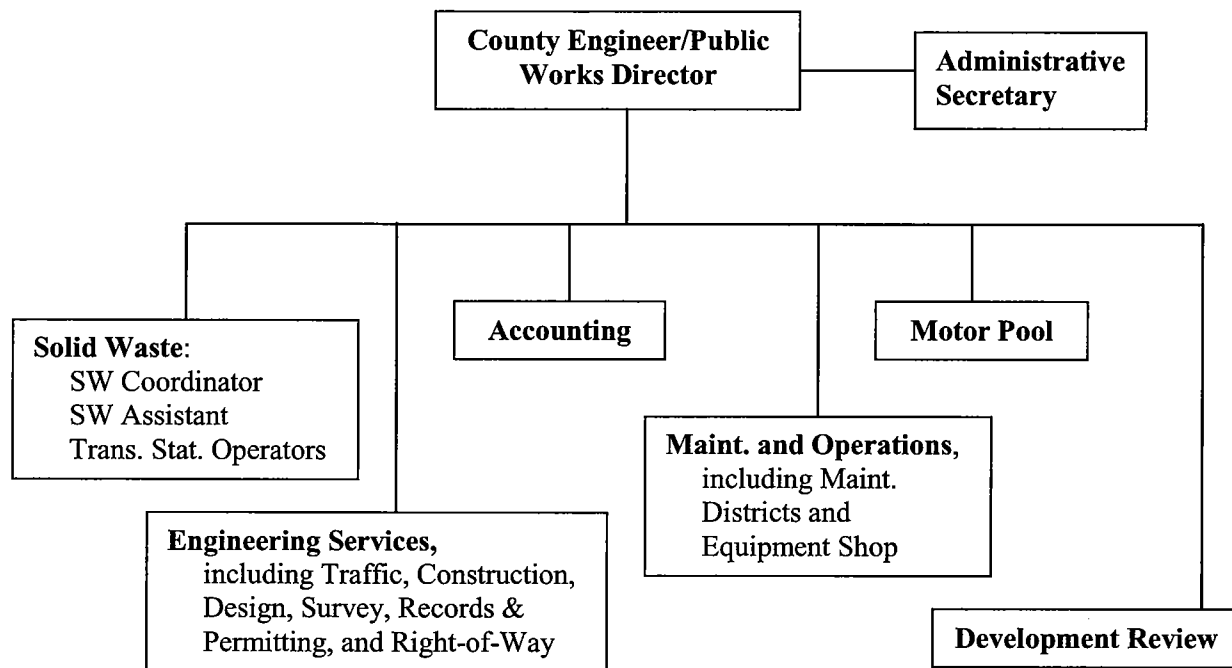 County Engineer/Public
Works Director
Administrative
Secretary
Solid Waste:
SW Coordinator
SW Assistant
Trans. Stat. Operators
Engineering Services,
including Traffic, Construction,
Design, Survey, Records &
Permitting, and Right-of-Way
Accounting
Maint. and Operations,
including Maint.
Districts and
Equipment Shop
Motor Pool
Development Review